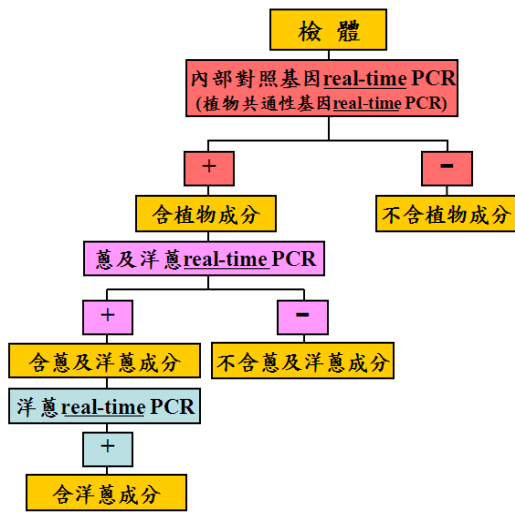 檢 體
內部對照基因real-time PCR
(植物共通性基因real-time PCR)
+
-
含植物成分
不含植物成分
蔥及洋蔥real-time PCR
+
-
含蔥及洋蔥成分
不含蔥及洋蔥成分
洋蔥real-time PCR
+
含洋蔥成分